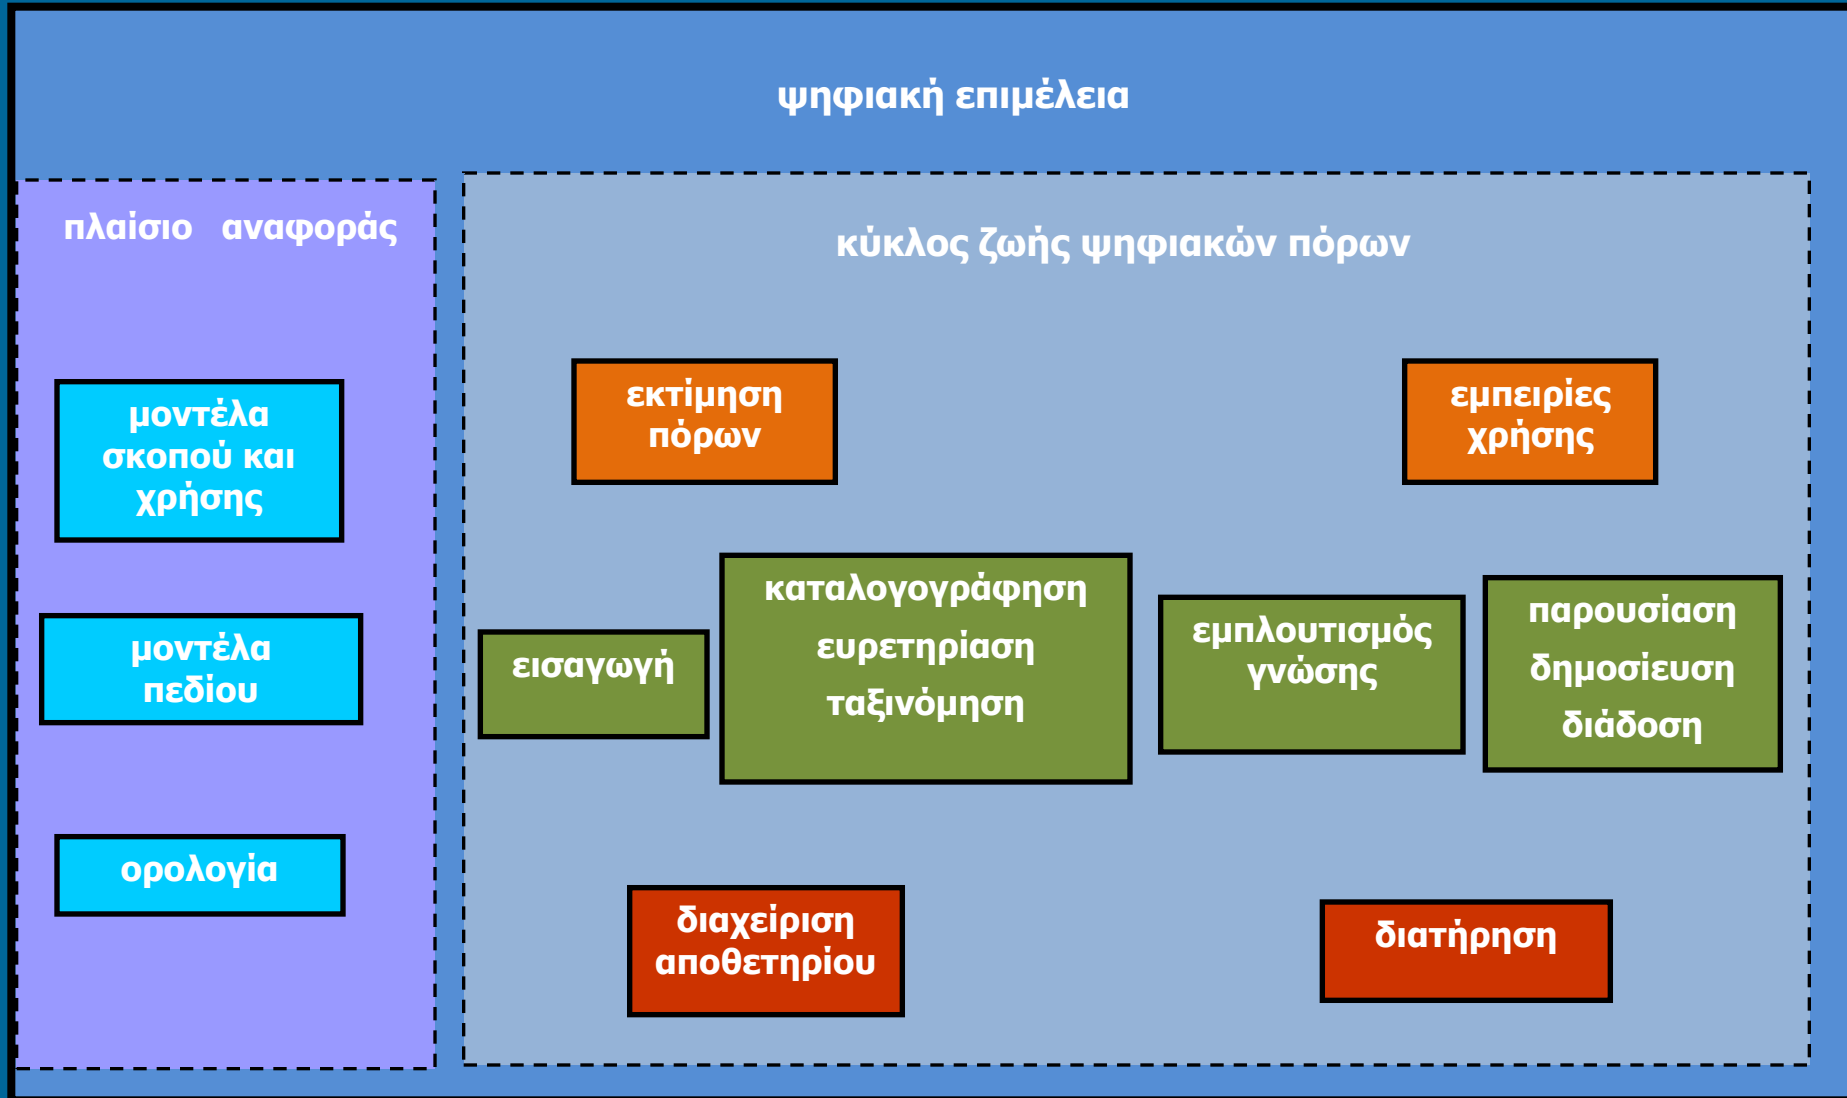 ψηφιακή επιμέλεια
πλαίσιο αναφοράς
μοντέλα
σκοπού και
χρήσης
μοντέλα
πεδίου
ορολογία
κύκλος ζωής ψηφιακών πόρων
εκτίμηση
πόρων
εμπειρίες
χρήσης
εισαγωγή
καταλογογράφηση
ευρετηρίαση
ταξινόμηση
εμπλουτισμός
γνώσης
παρουσίαση
δημοσίευση
διάδοση
διαχείριση
αποθετηρίου
διατήρηση